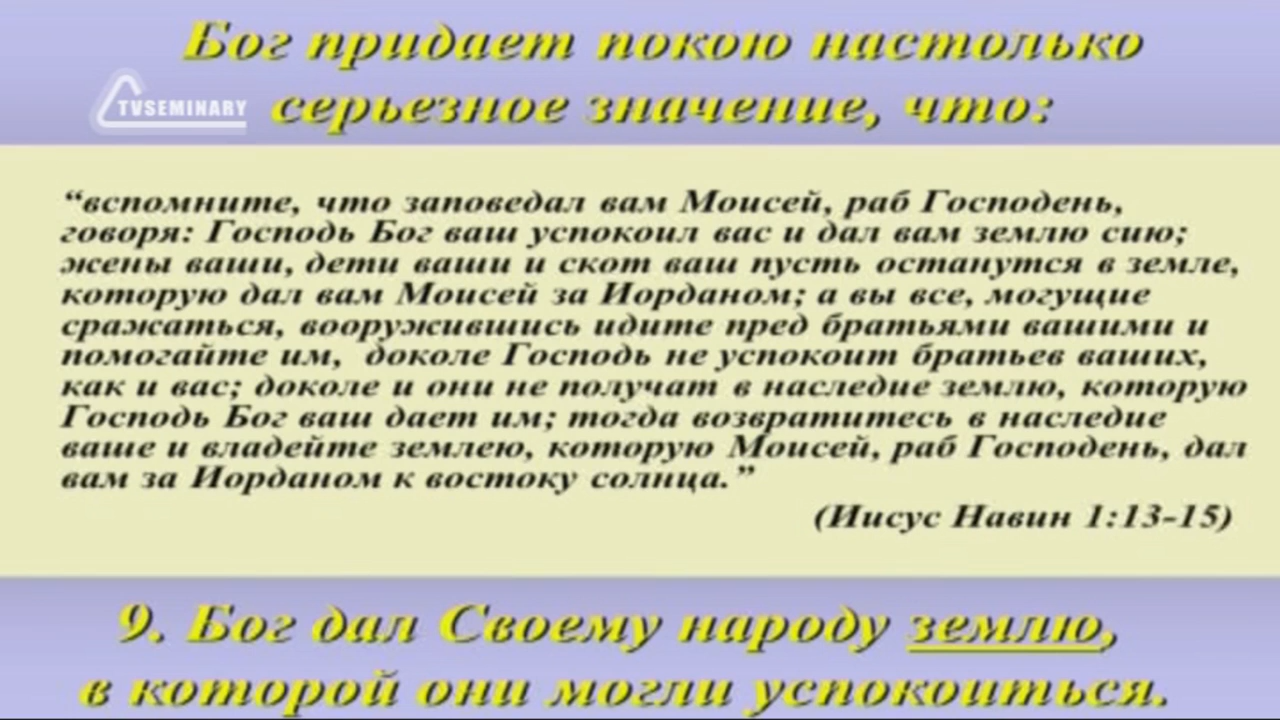 Бог придает покою настолько
TVSEMINARY
серьезное значение, что:
“вспомните, что заповедал вам Моисей, раб Господень,
говоря: Господь Бог ваш успокоил вас и дал вам землю сию;
жены ваши, дети ваши и скот ваш пусть останутся в земле,
которую дал вам Моисей за Иорданом; а вы все, могущие
сражаться, вооружившись идите пред братьями вашими и
помогайте им, доколе Господь не успокоит братьев ваших,
как и вас; доколе и они не получат в наследие землю, которую
Господь Бог ваш дает им; тогда возвратитесь в наследие
ваше и владейте землею, которую Моисей, раб Господень, дал
вам за Иорданом к востоку солнца.”
(Иисус Навин 1:13-15)
9. Бог дал Своему народу землю,
в которой они могли успокоиться.